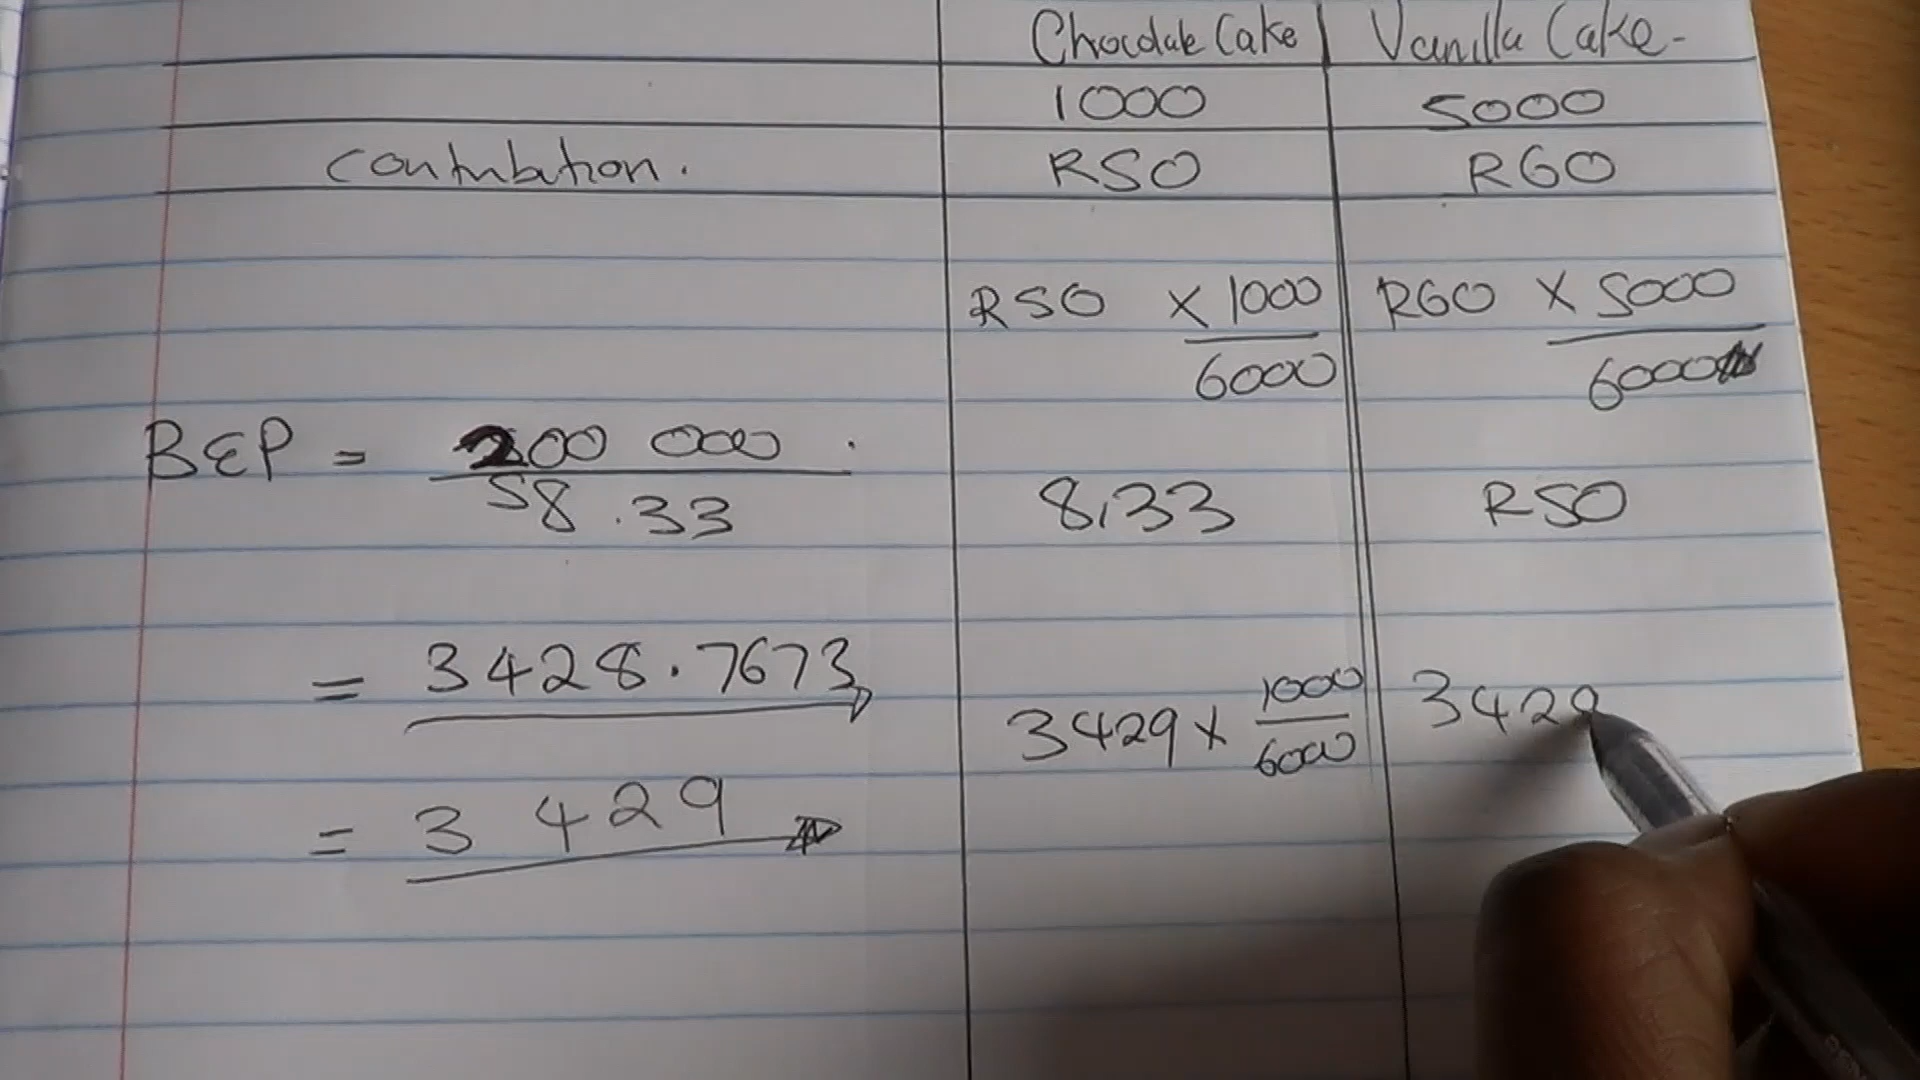 Chocolate Cake Vanilla Cake -
1000 5000
Contribution. R50 R60
R50 X 1000 R60 X 5000
6000 6000
BEP = 200 000
58.33 8,33 R50
= 3428.7673
3429 x 1000 3429
6000
= 3 429